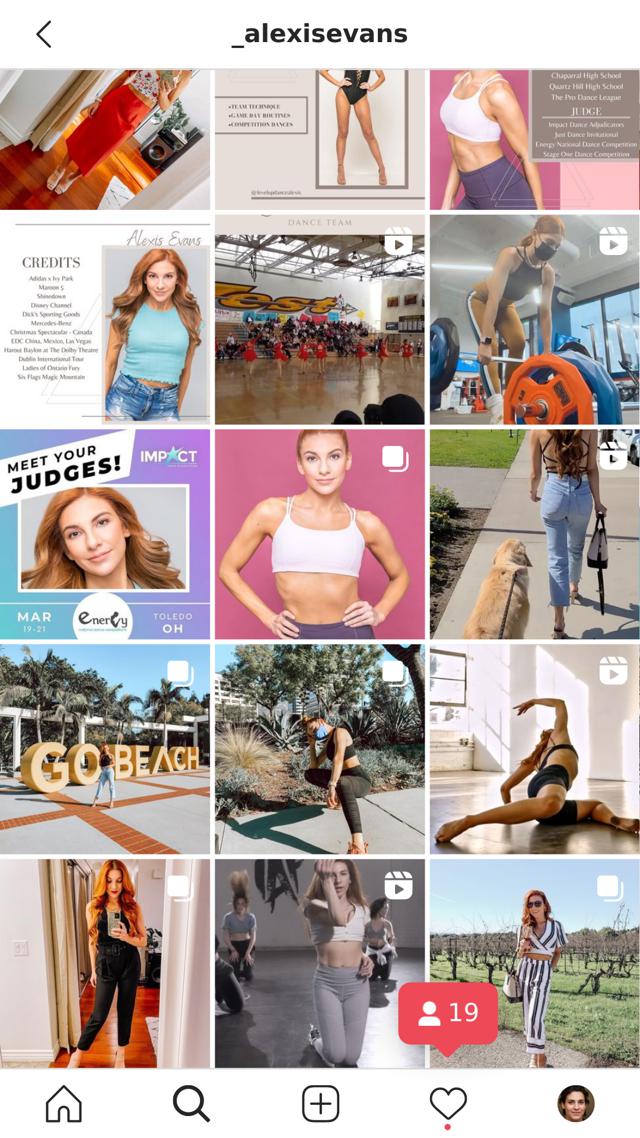 _alexisevans
•TEAM TECHNIQUE
•GAME DAY ROUTINES
•COMPETITION DANCES
@developdancealexis
Chaparral High School
Quartz Hill High School
The Pro Dance League
JUDGE
Impact Dance Adjudicators
Just Dance Invitational
Energy National Dance Competition
Stage One Dance Competition
Alexis Evans
CREDITS
Adidas x Ivy Park
Maroon 5
Shinedown
Disney Channel
Dick's Sporting Goods
Mercedes-Benz
Christmas Spectacular - Canada
EDC China, Mexico, Las Vegas
Harout Baylon at The Dolby Theatre
Dublin International Tour
Ladies of Ontario Fury
Six Flags Magic Mountain
DANCE TEAM
MEET YOUR
JUDGES!
IMPACT
MAR
19-21
energy
TOLEDO
OH
GO BEACH
19